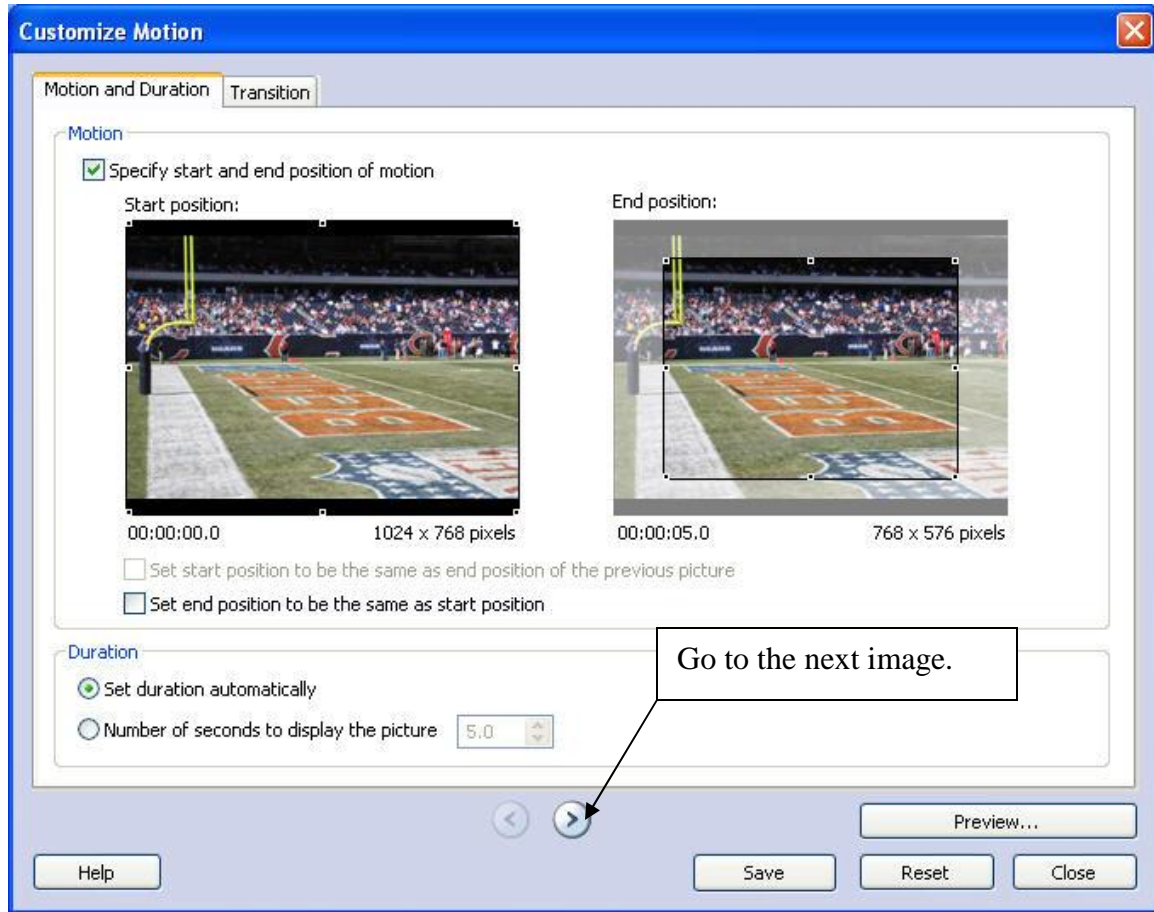 Customize Motion
Motion and Duration
Transition
Motion
Specify start and end position of motion
Start position:
End position:
BEARS
00:00:00.0
1024 x 768 pixels
00:00:05.0
768 x 576 pixels
Set start position to be the same as end position of the previous picture
Set end position to be the same as start position
Duration
Go to the next image.
Set duration automatically
Number of seconds to display the picture
5.0
Preview...
Help
Save
Reset
Close